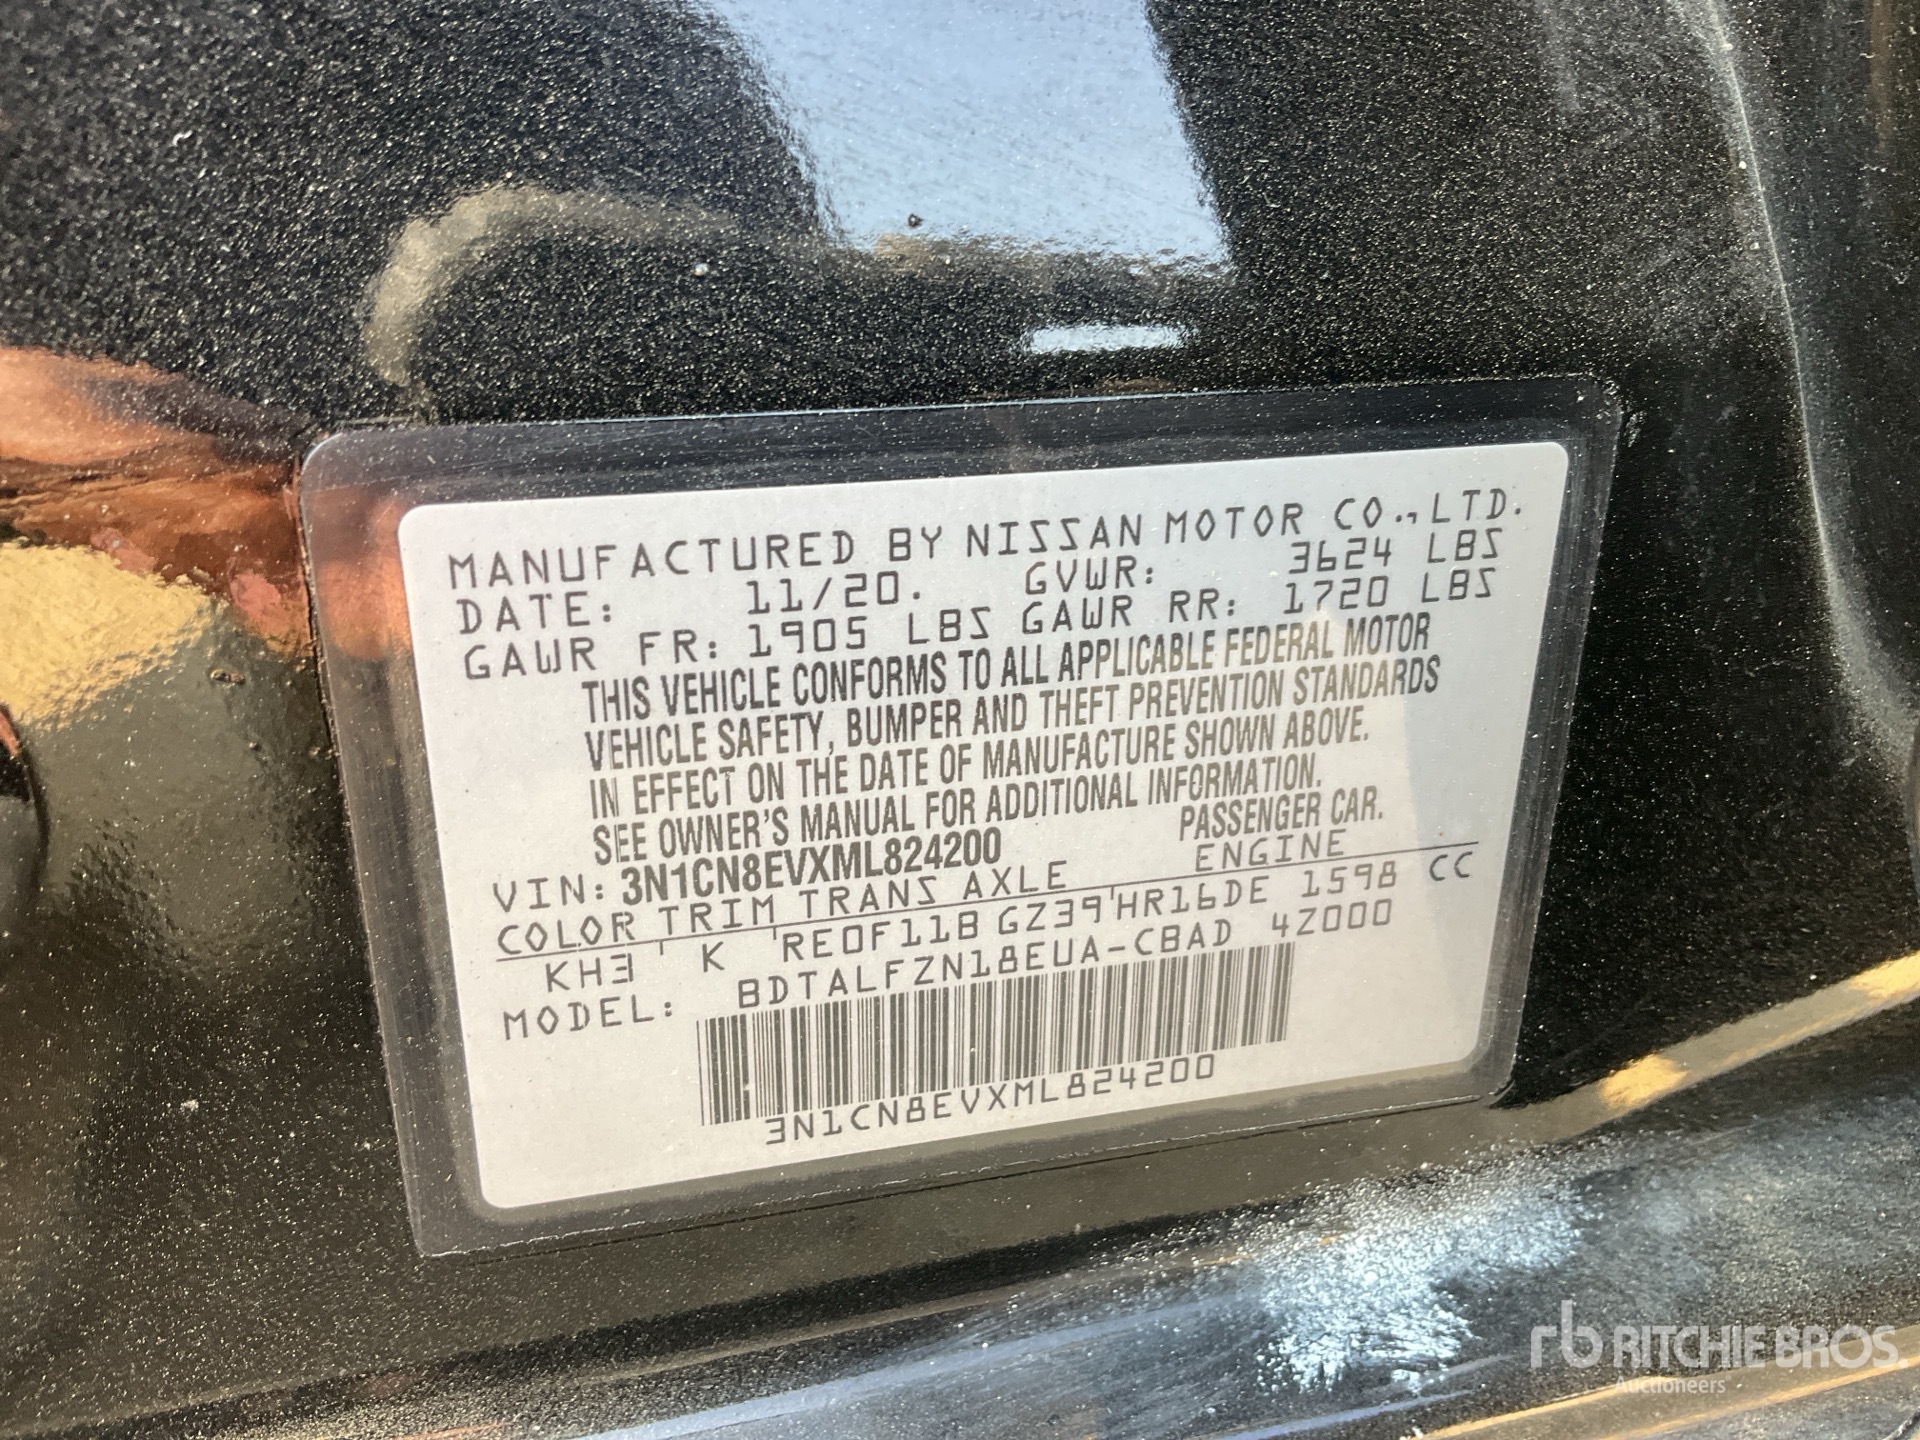 MANUFACTURED BY NISSAN MOTOR CO., LTD.
DATE: 11/20. GVWR: 3624 LBS
GAWR FR: 1905 LBS GAWR RR: 1720 LBS
THIS VEHICLE CONFORMS TO ALL APPLICABLE FEDERAL MOTOR
VEHICLE SAFETY, BUMPER AND THEFT PREVENTION STANDARDS
IN EFFECT ON THE DATE OF MANUFACTURE SHOWN ABOVE.
SEE OWNER'S MANUAL FOR ADDITIONAL INFORMATION.
VIN: 3N1CN8EVXML824200 PASSENGER CAR.
COLOR TRIM TRANS AXLE ENGINE
KH3 K RE0F11B GZ39 HR16DE 1598 CC
MODEL: BDTALFZN18EUA-CBAD 4Z000
3N1CN8EVXML824200
rb RITCHIE BROS.
Auctioneers